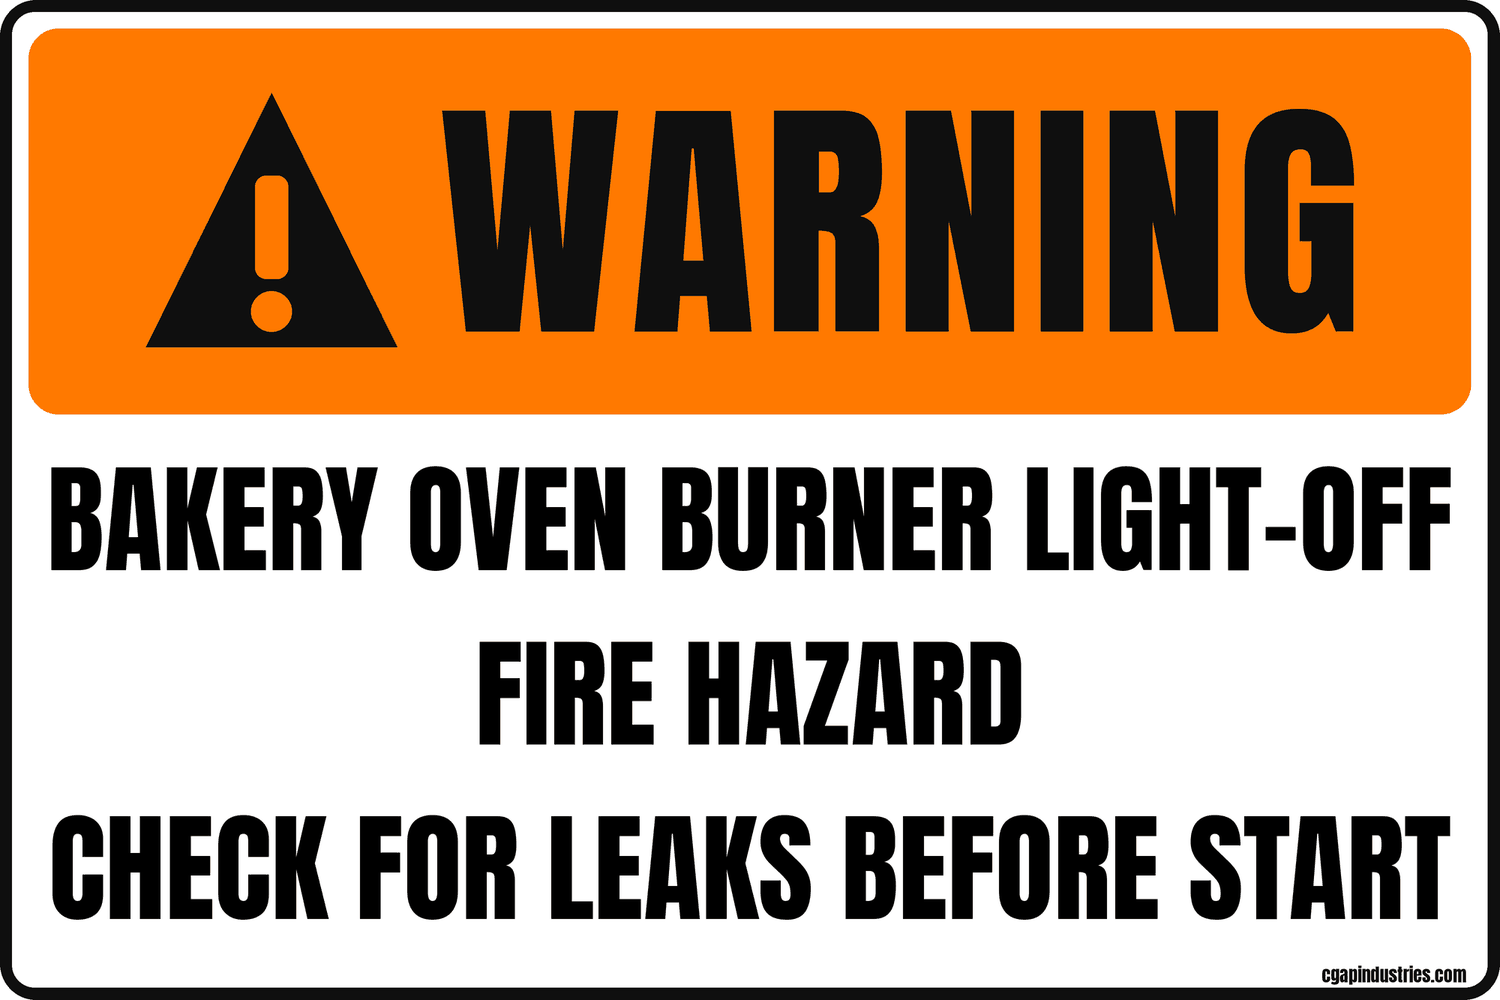 WARNING
BAKERY OVEN BURNER LIGHT-OFF
FIRE HAZARD
CHECK FOR LEAKS BEFORE START
cgapindustries.com